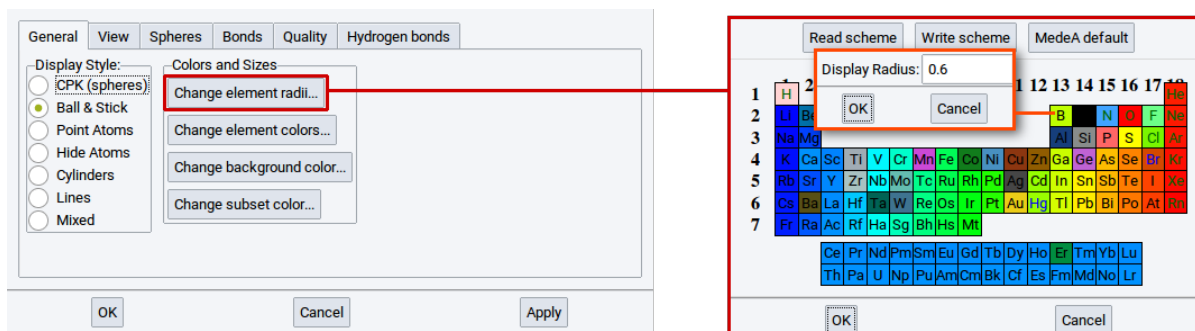 General View Spheres Bonds Quality Hydrogen bonds
Display Style:
CPK (spheres)
Ball & Stick
Point Atoms
Hide Atoms
Cylinders
Lines
Mixed
Colors and Sizes
Change element radii...
Change element colors...
Change background color...
Change subset color...
OK Cancel Apply
Read scheme Write scheme MedeA default
Display Radius: 0.6
OK Cancel
12 13 14 15 16 17 18
1 H He
2 Li Be B N O F Ne
3 Na Mg Al Si P S Cl Ar
4 K Ca Sc Ti V Cr Mn Fe Co Ni Cu Zn Ga Ge As Se Br Kr
5 Rb Sr Y Zr Nb Mo Tc Ru Rh Pd Ag Cd In Sn Sb Te I Xe
6 Cs Ba La Hf Ta W Re Os Ir Pt Au Hg Tl Pb Bi Po At Rn
7 Fr Ra Ac Rf Ha Sg Bh Hs Mt
Ce Pr Nd Pm Sm Eu Gd Tb Dy Ho Er Tm Yb Lu
Th Pa U Np Pu Am Cm Bk Cf Es Fm Md No Lr
OK Cancel